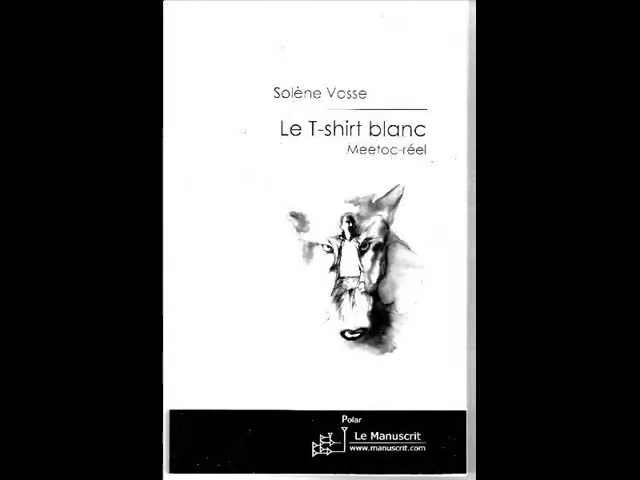 Solène Vosse
Le T-shirt blanc
Meetoc-réel
Polar
Le Manuscrit
www.manuscrit.com